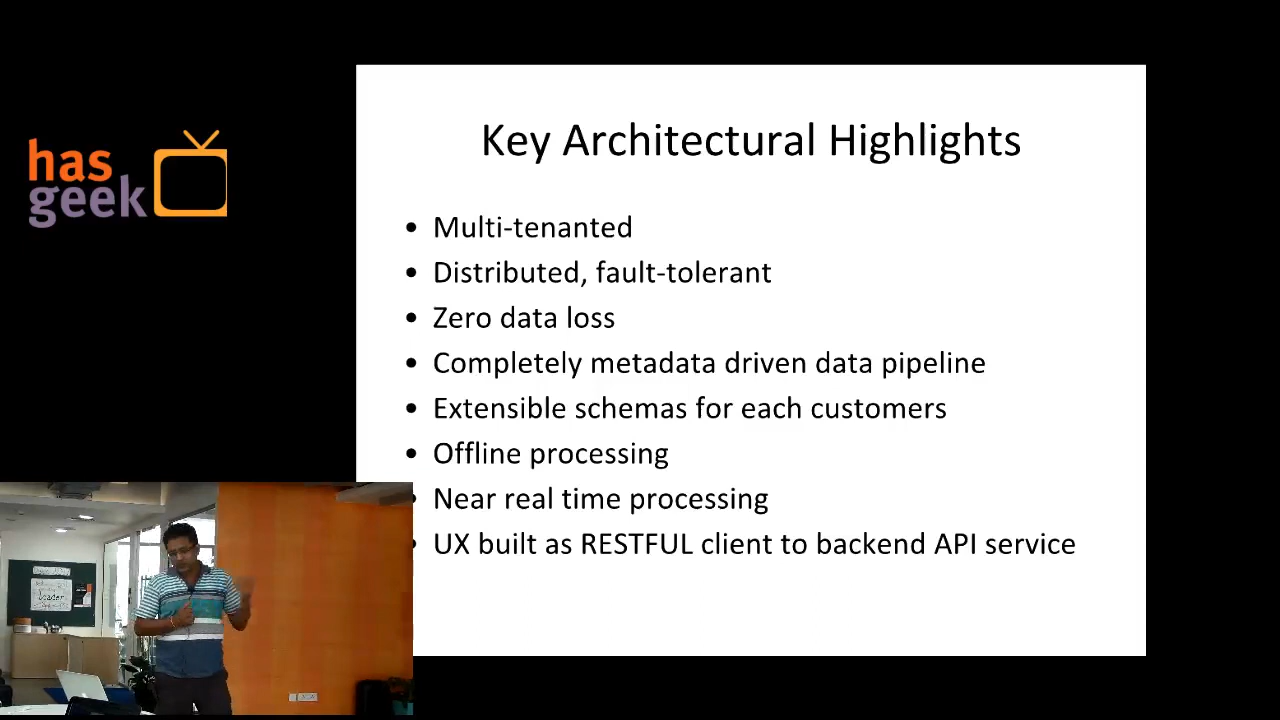 has
geek
Key Architectural Highlights
• Multi-tenanted
• Distributed, fault-tolerant
• Zero data loss
• Completely metadata driven data pipeline
• Extensible schemas for each customers
• Offline processing
• Near real time processing
• UX built as RESTFUL client to backend API service